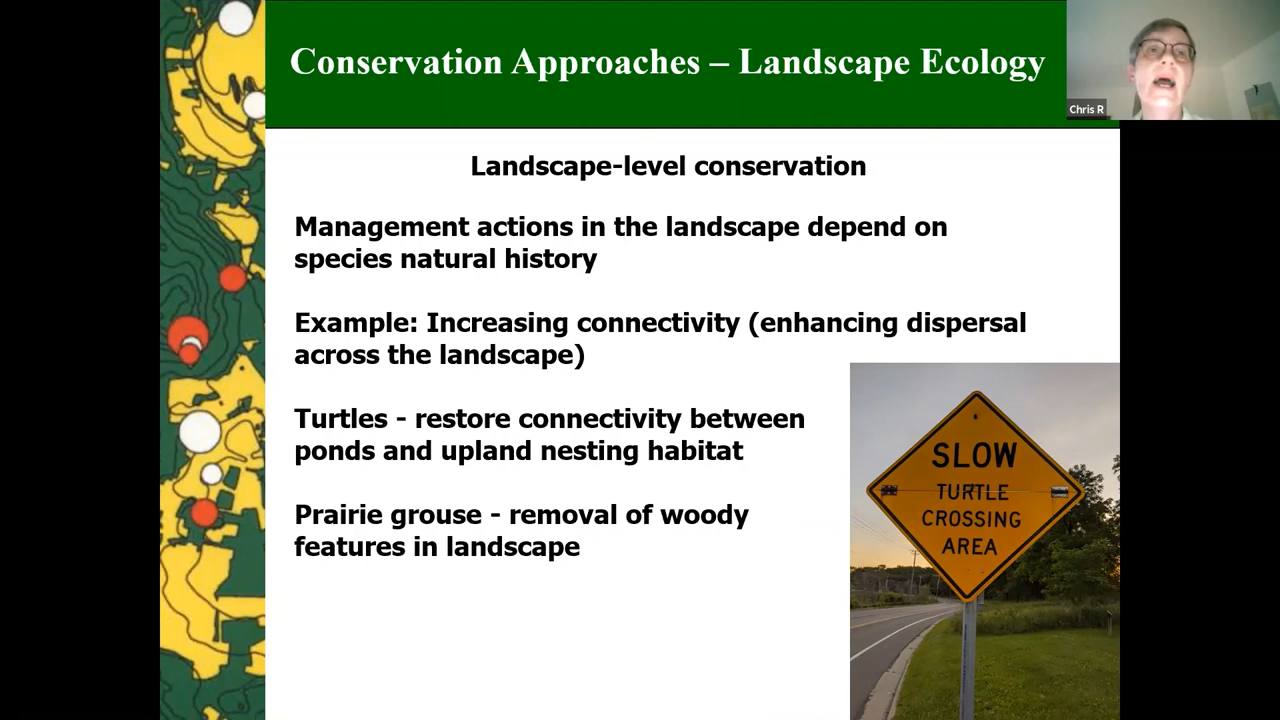 Conservation Approaches – Landscape Ecology
Chris R
Landscape-level conservation
Management actions in the landscape depend on
species natural history
Example: Increasing connectivity (enhancing dispersal
across the landscape)
Turtles - restore connectivity between
ponds and upland nesting habitat
Prairie grouse - removal of woody
features in landscape
SLOW
TURTLE
CROSSING
AREA